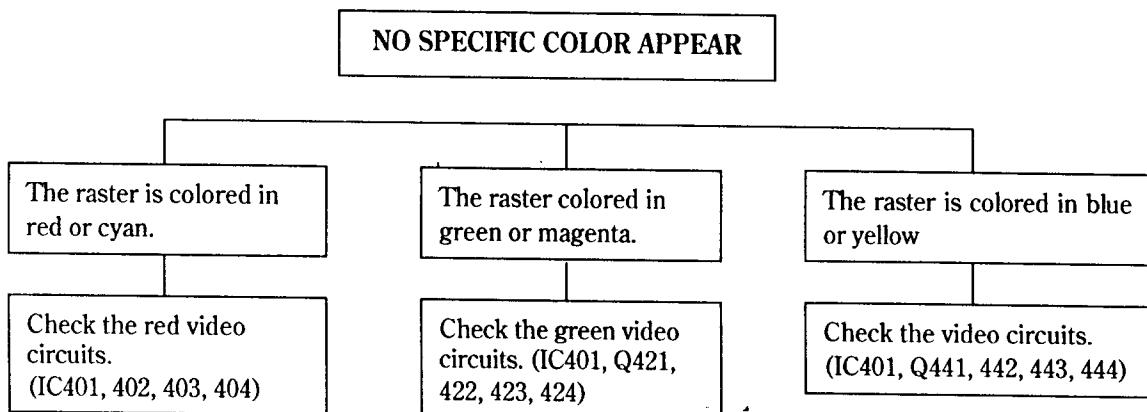 NO SPECIFIC COLOR APPEAR
The raster is colored in
red or cyan.
The raster colored in
green or magenta.
The raster is colored in blue
or yellow
Check the red video
circuits.
(IC401, 402, 403, 404)
Check the green video
circuits. (IC401, Q421,
422, 423, 424)
Check the video circuits.
(IC401, Q441, 442, 443, 444)